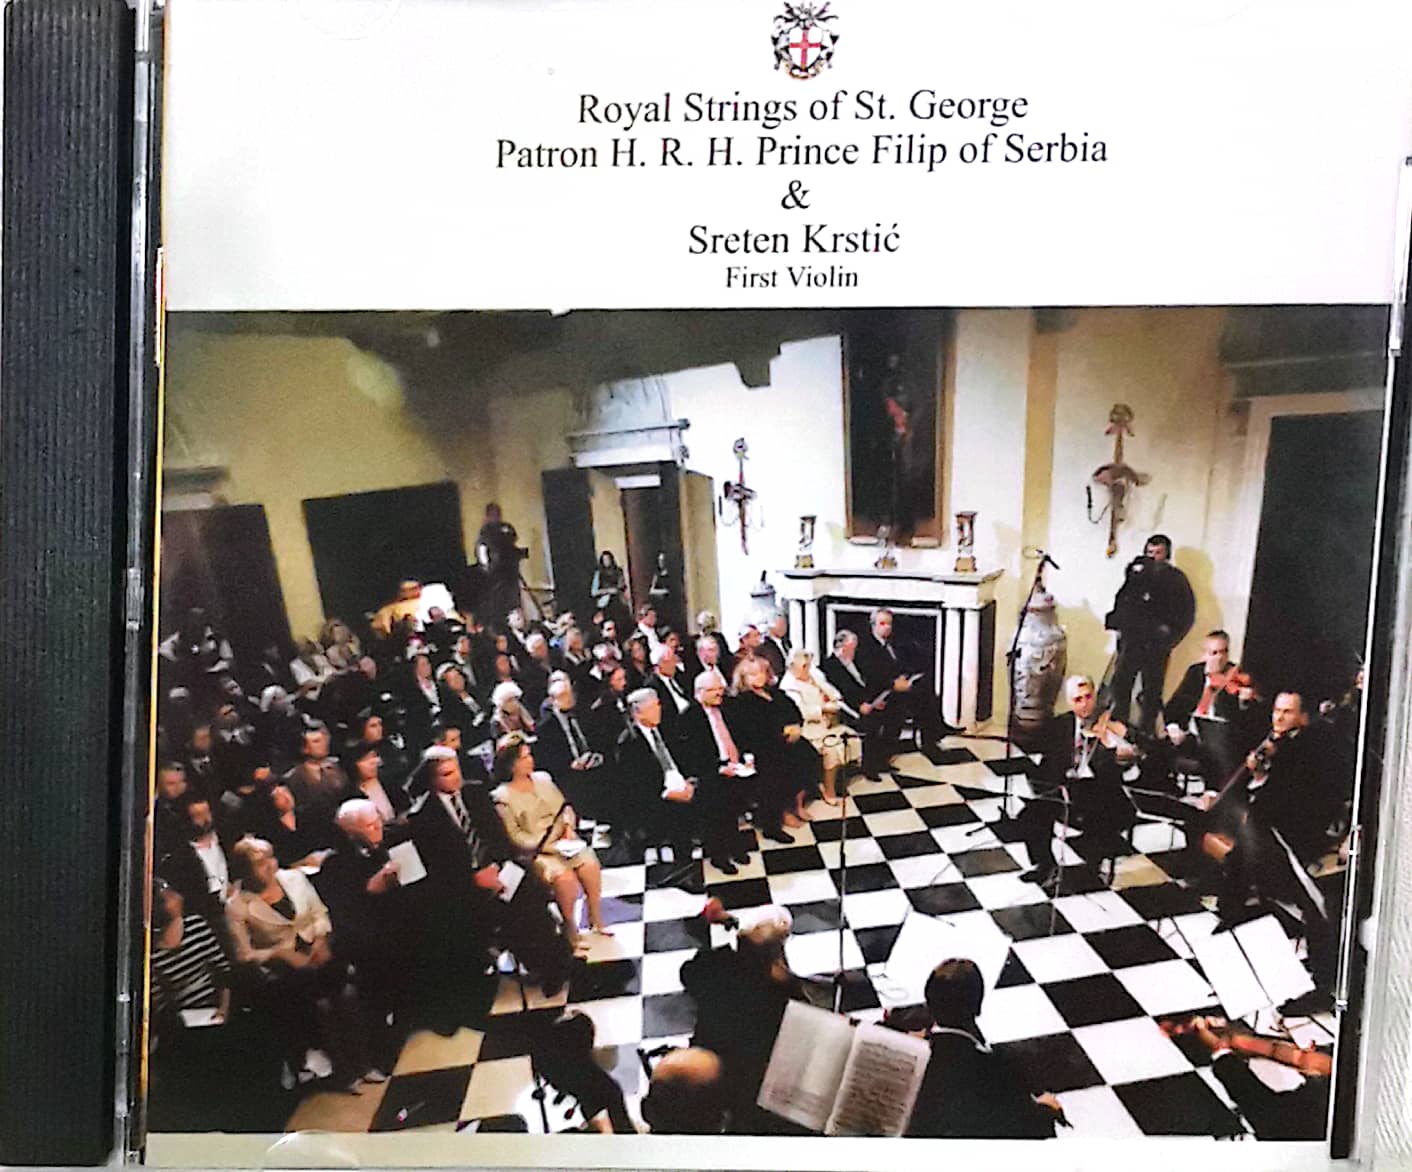 Royal Strings of St. George
Patron H. R. H. Prince Filip of Serbia
&
Sreten Krstić
First Violin